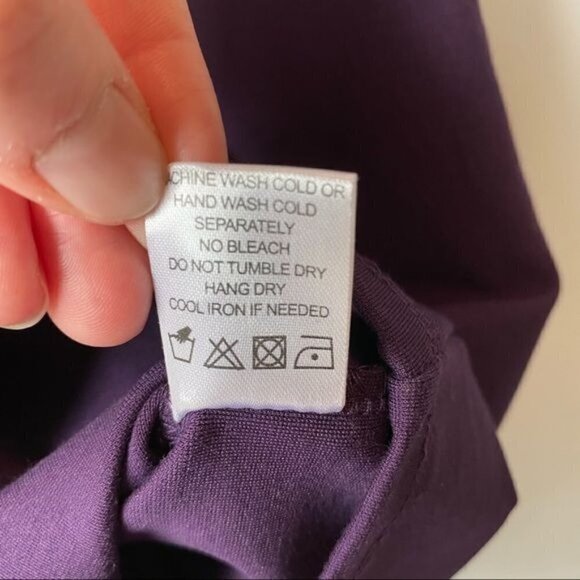 CHINE WASH COLD OR
HAND WASH COLD
SEPARATELY
NO BLEACH
DO NOT TUMBLE DRY
HANG DRY
COOL IRON IF NEEDED